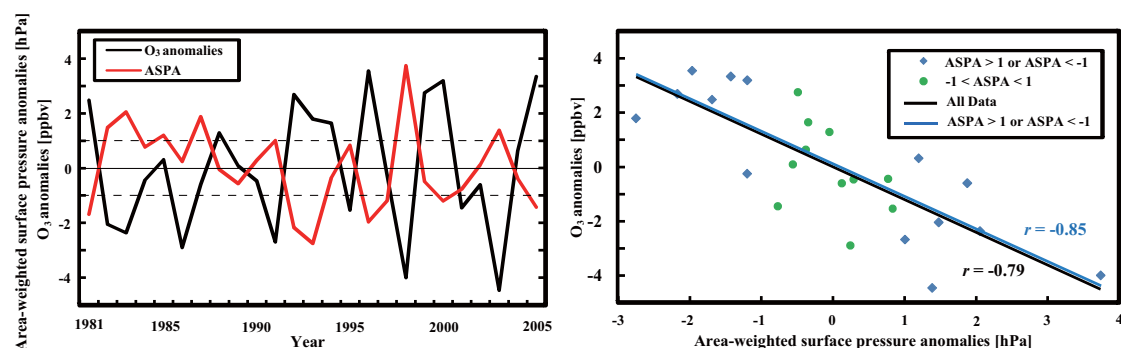 Area-weighted surface pressure anomalies [hPa]
O3 anomalies [ppbv]
4
2
0
-2
-4
O3 anomalies
ASPA
1981
1985
1990
1995
2000
2005
Year
O3 anomalies [ppbv]
4
2
0
-2
-4
ASPA > 1 or ASPA < -1
-1 < ASPA < 1
All Data
ASPA > 1 or ASPA < -1
r = -0.85
r = -0.79
-3
-2
-1
0
1
2
3
4
Area-weighted surface pressure anomalies [hPa]